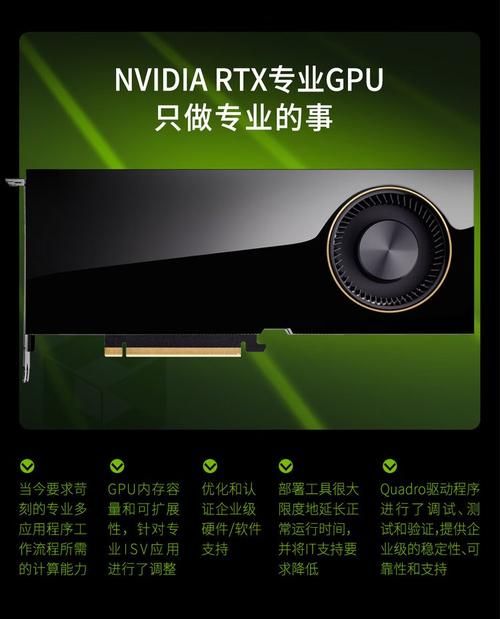 NVIDIA RTX专业GPU
只做专业的事
当今要求苛
刻的专业多
应用程序工
作流程所需
的计算能力
GPU内存容
量和可扩展
性，针对专
业ISV应用
进行了调整
优化和认
证企业级
硬件/软件
支持
部署工具很大
限度地延长正
常运行时间，
并将IT支持要
求降低
Quadro驱动程序
进行了调试、测
试和验证，提供企
业级的稳定性、可
靠性和支持